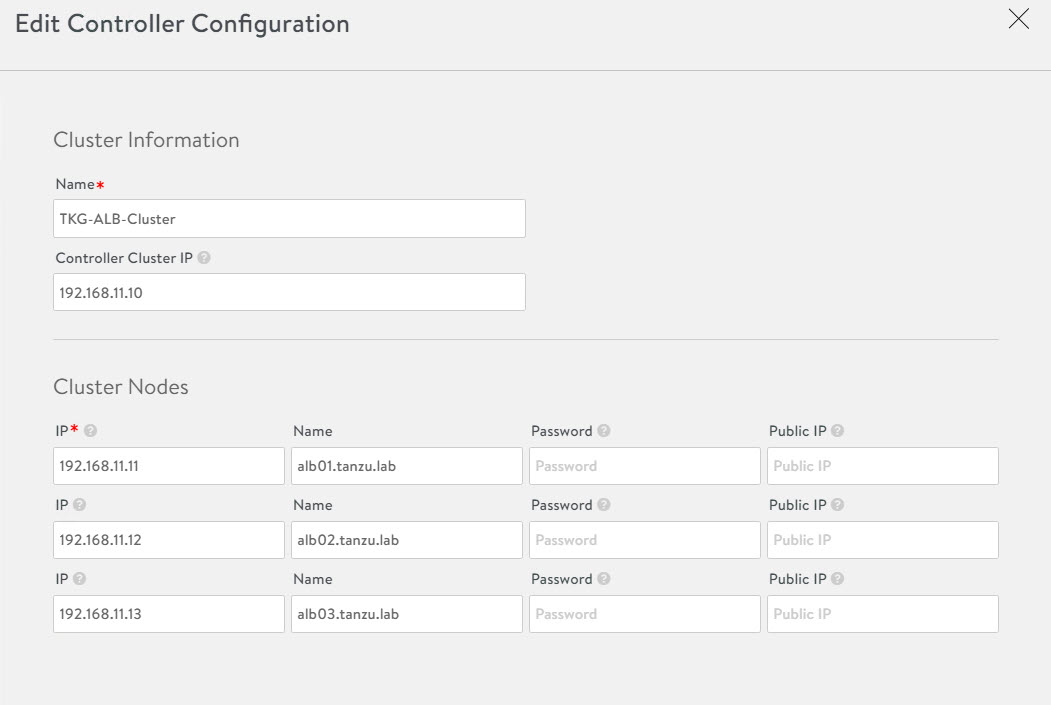 Edit Controller Configuration
Cluster Information
Name*
TKG-ALB-Cluster
Controller Cluster IP ?
192.168.11.10
Cluster Nodes
IP* ? Name Password ? Public IP ?
192.168.11.11 alb01.tanzu.lab Password Public IP
IP ? Name Password ? Public IP ?
192.168.11.12 alb02.tanzu.lab Password Public IP
IP ? Name Password ? Public IP ?
192.168.11.13 alb03.tanzu.lab Password Public IP